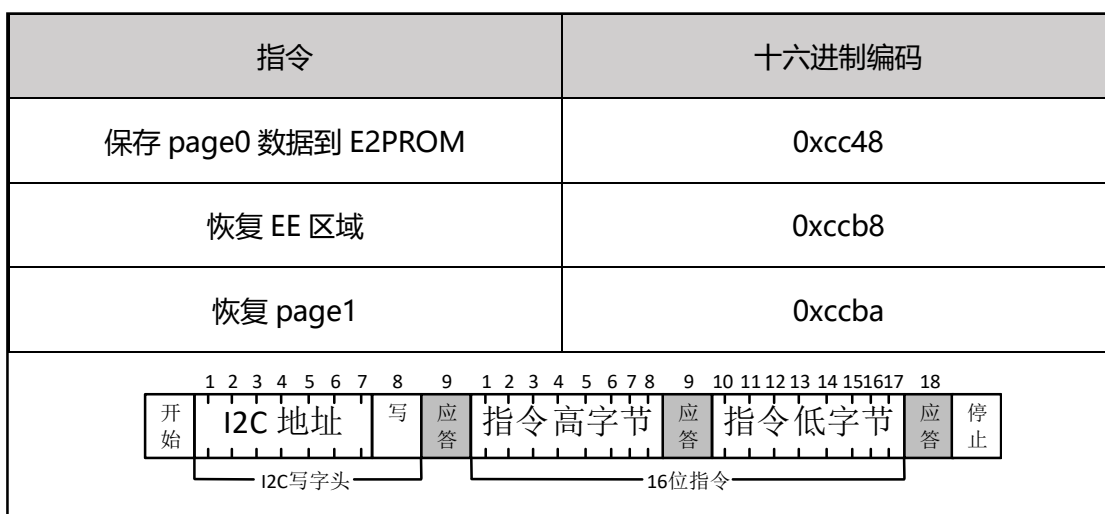 指令 十六进制编码
保存 page0 数据到 E2PROM 0xcc48
恢复 EE 区域 0xccb8
恢复 page1 0xccba
1 2 3 4 5 6 7 8 9 1 2 3 4 5 6 7 8 9 10 11 12 13 14 15 16 17 18
开始 I2C 地址 写 应答 指令高字节 应答 指令低字节 应答 停止
I2C写字头 16位指令